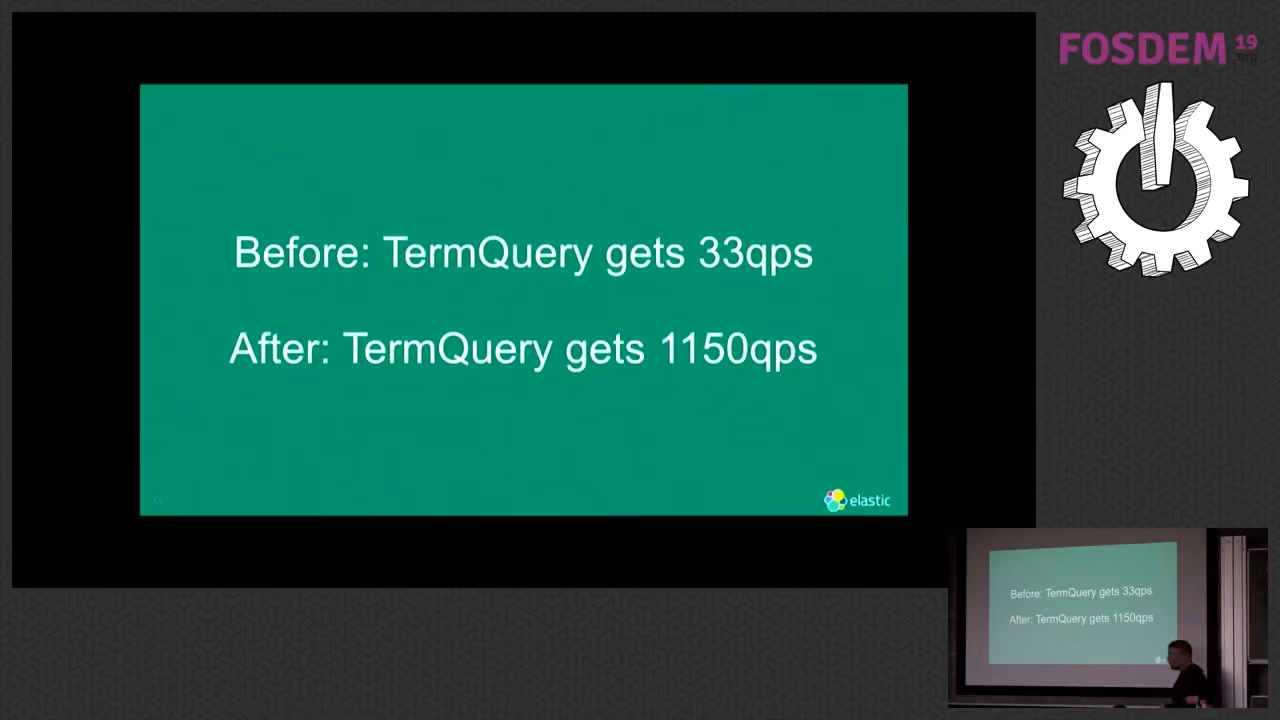 FOSDEM 19
.org
Before: TermQuery gets 33qps
After: TermQuery gets 1150qps
elastic
Before: TermQuery gets 33qps
After: TermQuery gets 1150qps